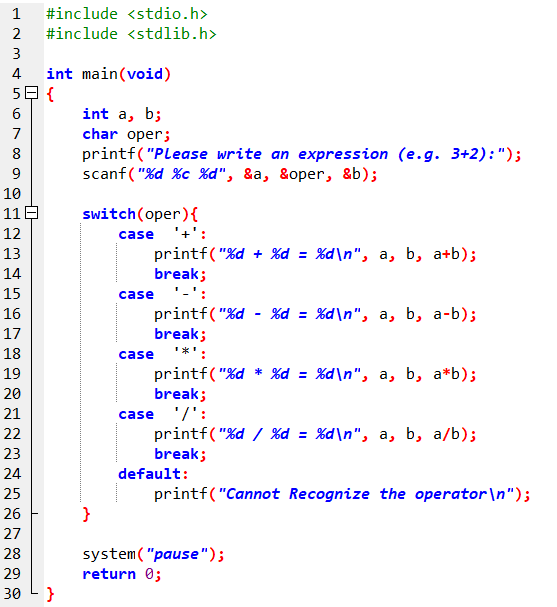 1 #include <stdio.h>
2 #include <stdlib.h>
3
4 int main(void)
5 {
6     int a, b;
7     char oper;
8     printf("Please write an expression (e.g. 3+2):");
9     scanf("%d %c %d", &a, &oper, &b);
10
11     switch(oper){
12         case  '+':
13             printf("%d + %d = %d\n", a, b, a+b);
14             break;
15         case  '-':
16             printf("%d - %d = %d\n", a, b, a-b);
17             break;
18         case  '*':
19             printf("%d * %d = %d\n", a, b, a*b);
20             break;
21         case  '/':
22             printf("%d / %d = %d\n", a, b, a/b);
23             break;
24         default:
25             printf("Cannot Recognize the operator\n");
26     }
27
28     system("pause");
29     return 0;
30 }